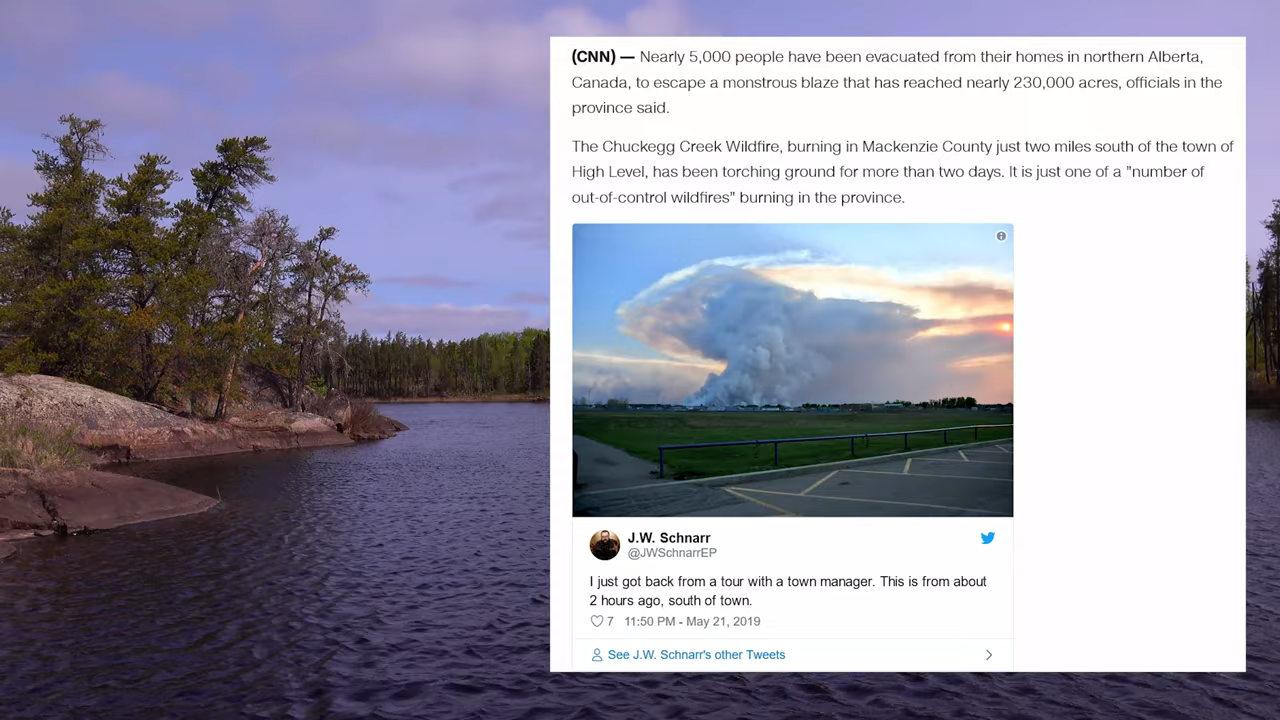 (CNN) — Nearly 5,000 people have been evacuated from their homes in northern Alberta,
Canada, to escape a monstrous blaze that has reached nearly 230,000 acres, officials in the
province said.
The Chuckegg Creek Wildfire, burning in Mackenzie County just two miles south of the town of
High Level, has been torching ground for more than two days. It is just one of a "number of
out-of-control wildfires" burning in the province.
J.W. Schnarr
@JWSchnarrEP
I just got back from a tour with a town manager. This is from about
2 hours ago, south of town.
7 11:50 PM - May 21, 2019
See J.W. Schnarr's other Tweets